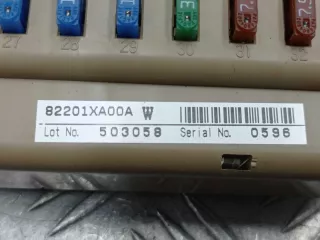 27 28 29 30 31 32
82201XA00A W
Lot No. 503058 Serial No. 0596